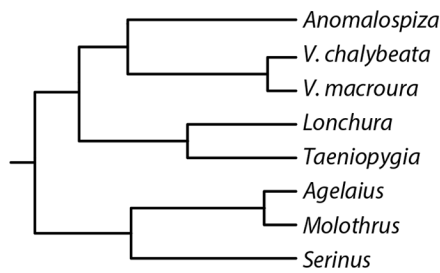 Anomalospiza
V. chalybeata
V. macroura
Lonchura
Taeniopygia
Agelaius
Molothrus
Serinus